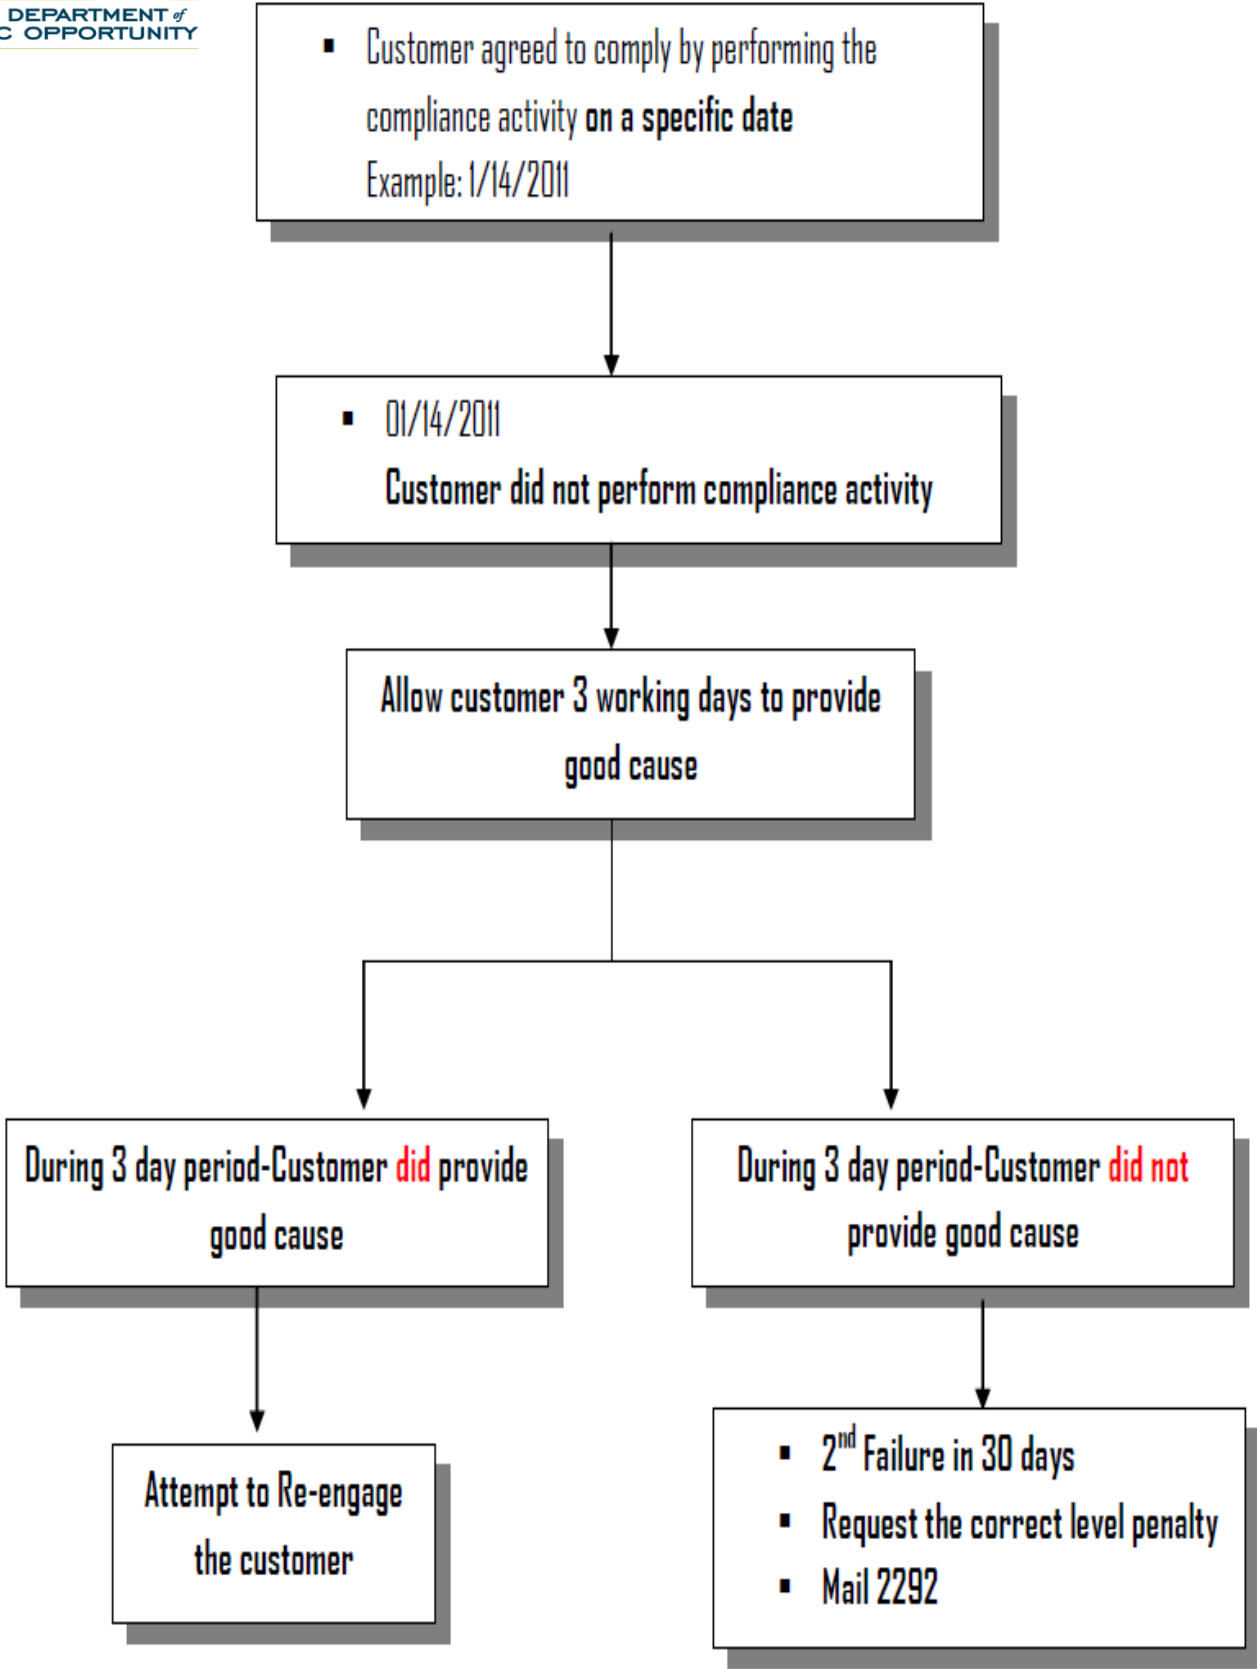 DEPARTMENT of
C OPPORTUNITY
▪ Customer agreed to comply by performing the
compliance activity on a specific date
Example: 1/14/2011
▪ 01/14/2011
Customer did not perform compliance activity
Allow customer 3 working days to provide
good cause
During 3 day period-Customer did provide
good cause
During 3 day period-Customer did not
provide good cause
Attempt to Re-engage
the customer
▪ 2nd Failure in 30 days
▪ Request the correct level penalty
▪ Mail 2292